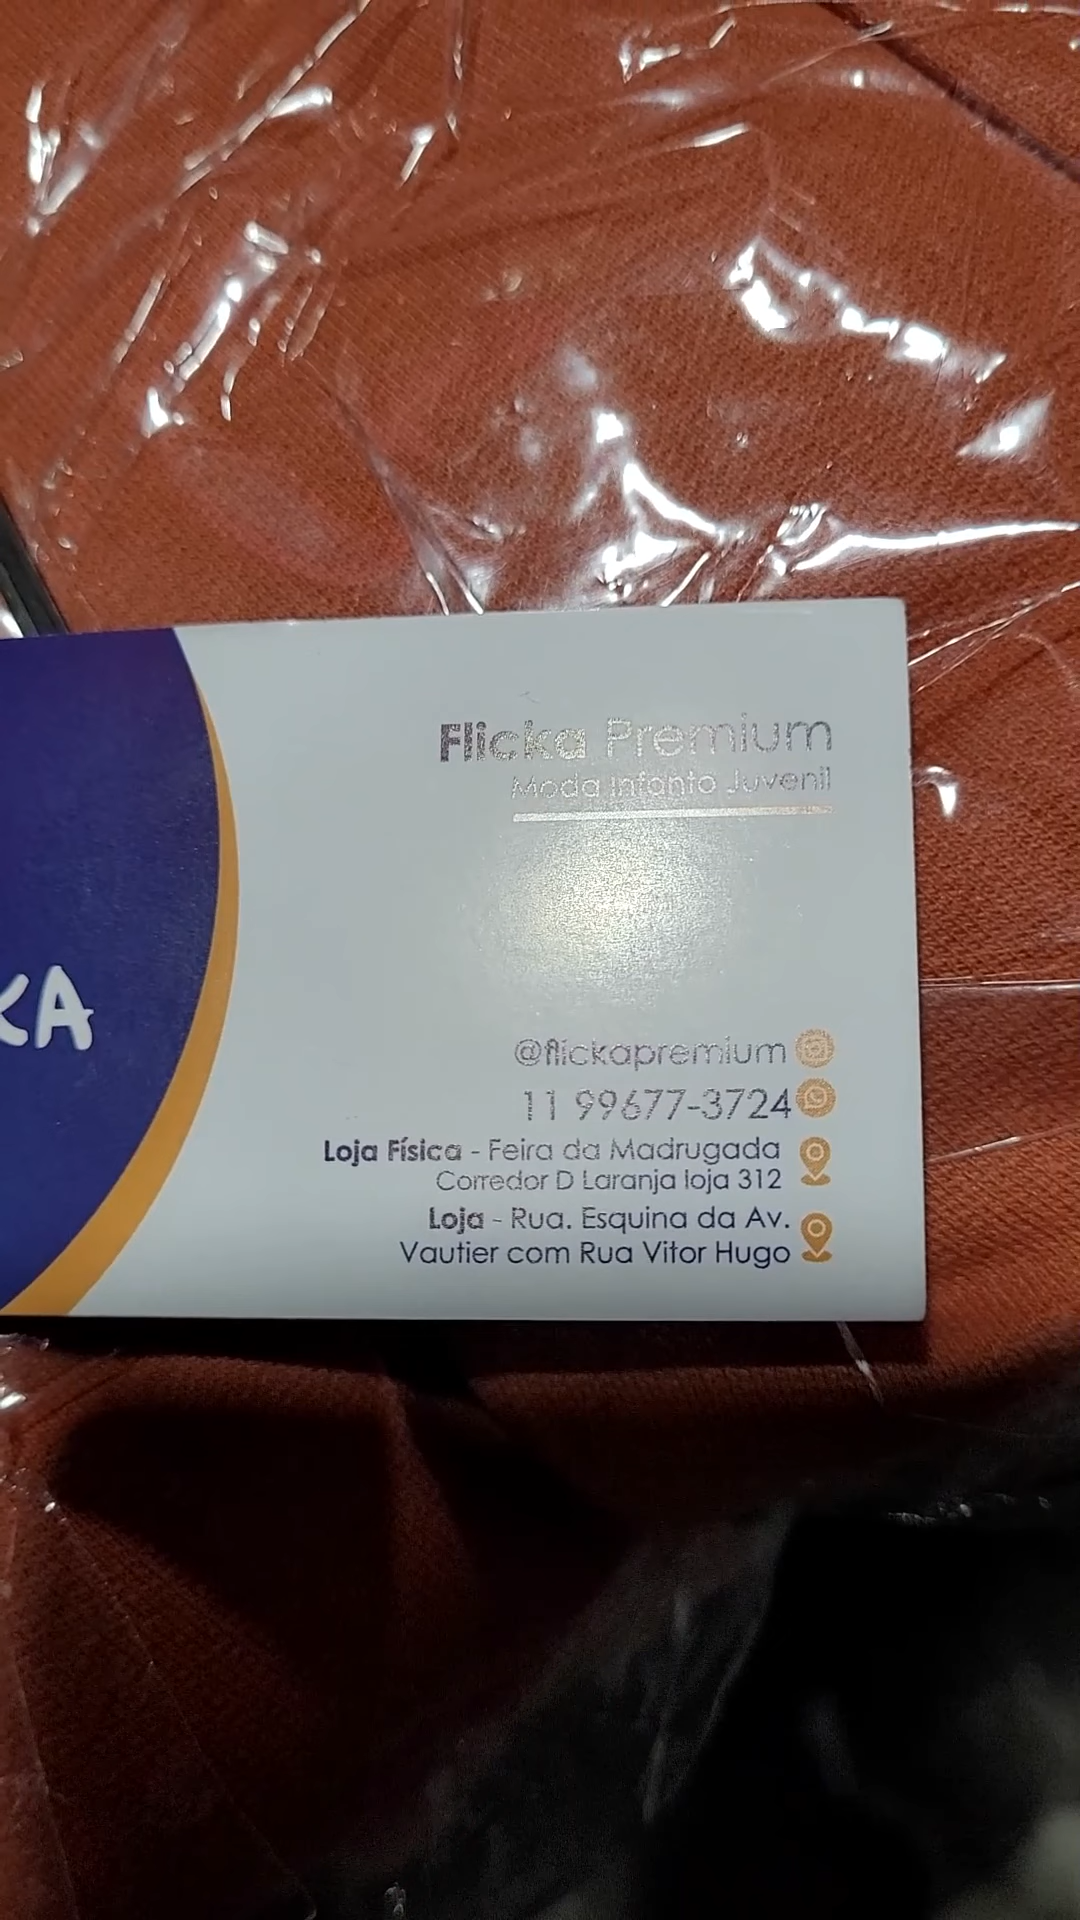 KA
Flicka Premium
Moda Infanto Juvenil
@flickapremium
11 99677-3724
Loja Física - Feira da Madrugada
Corredor D Laranja loja 312
Loja - Rua. Esquina da Av.
Vautier com Rua Vitor Hugo